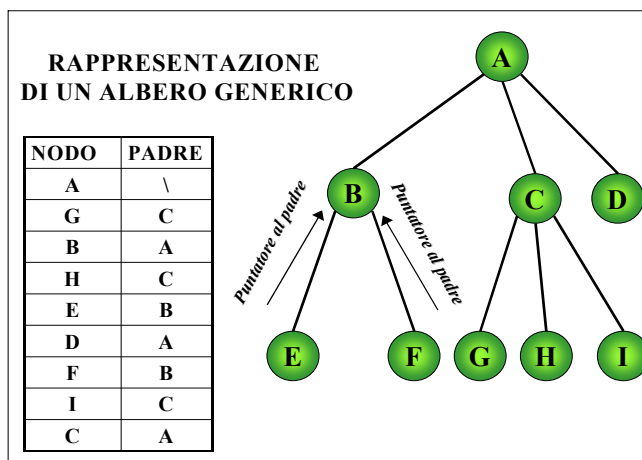 RAPPRESENTAZIONE
DI UN ALBERO GENERICO
NODO PADRE
A \
G C
B A
H C
E B
D A
F B
I C
C A
A
B
C
D
Puntatore al padre
Puntatore al padre
E
F
G
H
I